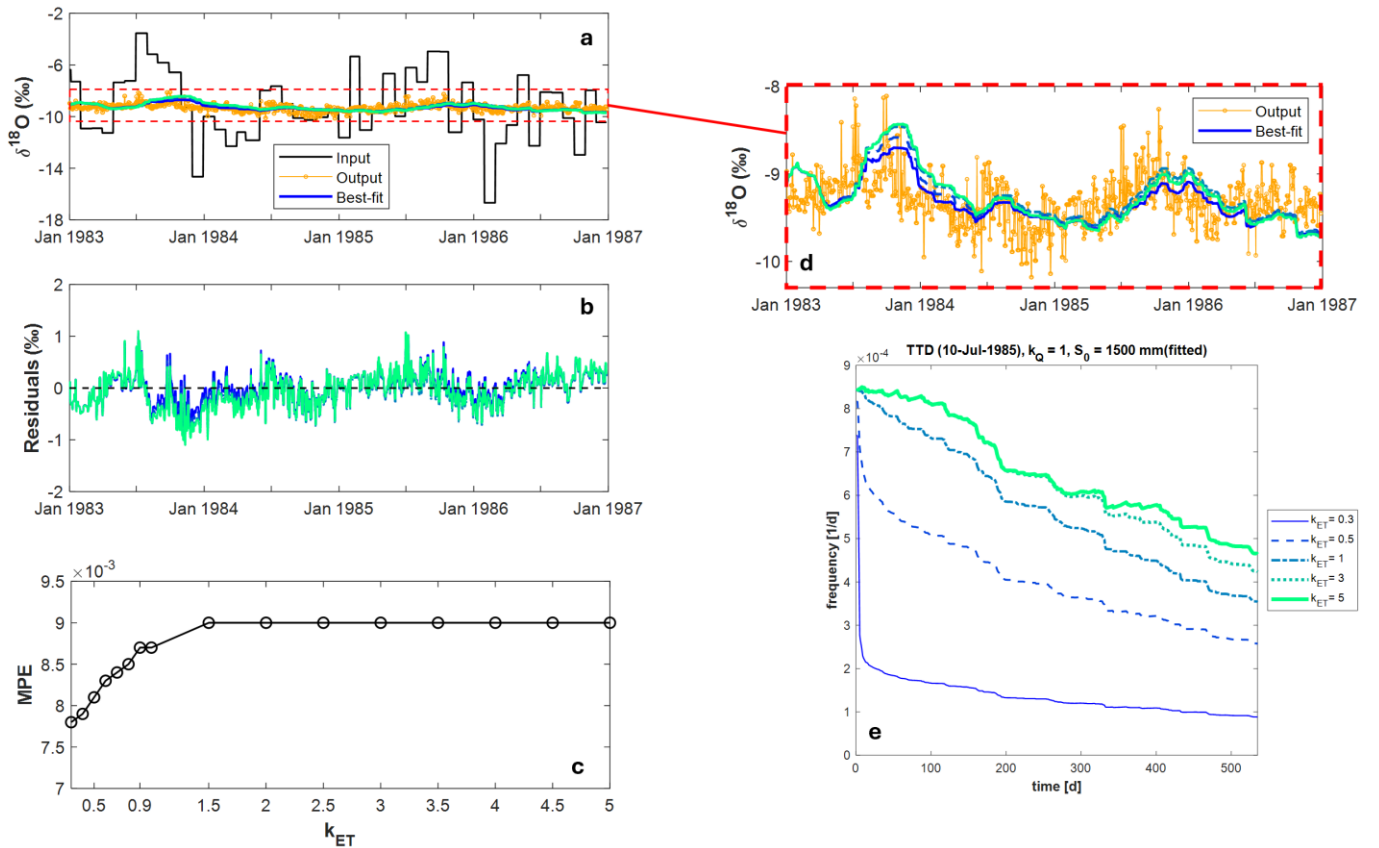 a
δ18O (‰)
-2
-6
-10
-14
-18
Input
Output
Best-fit
Jan 1983
Jan 1984
Jan 1985
Jan 1986
Jan 1987
b
Residuals (‰)
2
1
0
-1
-2
Jan 1983
Jan 1984
Jan 1985
Jan 1986
Jan 1987
×10-3
MPE
9.5
9
8.5
8
7.5
7
c
0.5
0.9
1.5
2
2.5
3
3.5
4
4.5
5
kET
δ18O (‰)
-8
-9
-10
Output
Best-fit
d
Jan 1983
Jan 1984
Jan 1985
Jan 1986
Jan 1987
TTD (10-Jul-1985), kQ = 1, S0 = 1500 mm(fitted)
×10-4
frequency [1/d]
9
8
7
6
5
4
3
2
1
0
kET= 0.3
kET= 0.5
kET= 1
kET= 3
kET= 5
e
0
100
200
300
400
500
time [d]